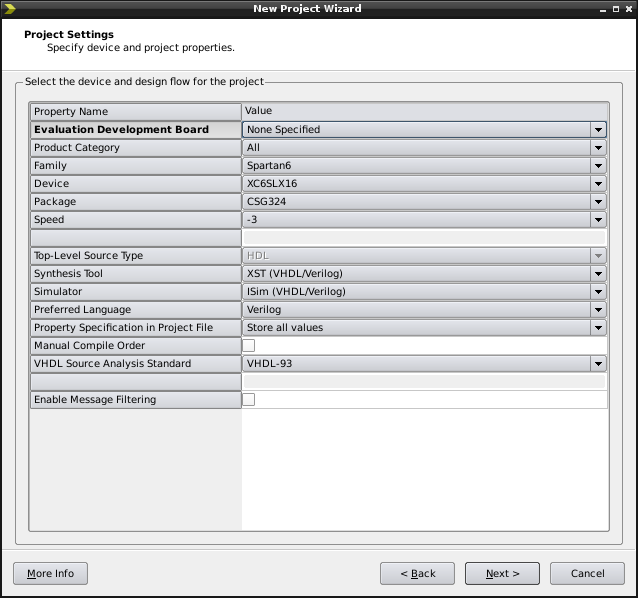 New Project Wizard
Project Settings
Specify device and project properties.
Select the device and design flow for the project
Property Name Value
Evaluation Development Board None Specified
Product Category All
Family Spartan6
Device XC6SLX16
Package CSG324
Speed -3
Top-Level Source Type HDL
Synthesis Tool XST (VHDL/Verilog)
Simulator ISim (VHDL/Verilog)
Preferred Language Verilog
Property Specification in Project File Store all values
Manual Compile Order
VHDL Source Analysis Standard VHDL-93
Enable Message Filtering
More Info < Back Next > Cancel